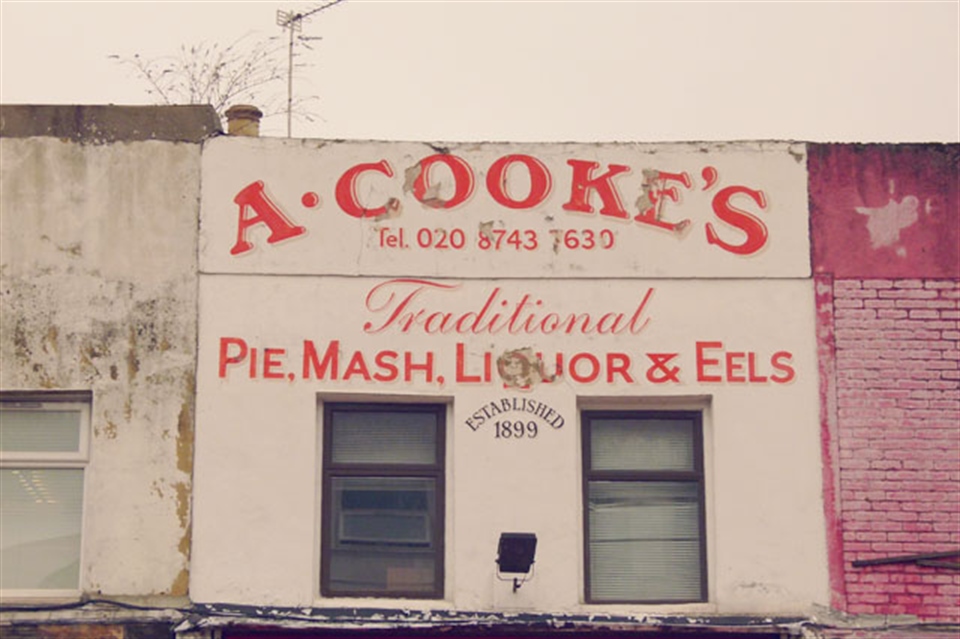 A. COOKE'S
Tel. 020 8743 7630
Traditional
PIE, MASH, LIQUOR & EELS
ESTABLISHED
1899